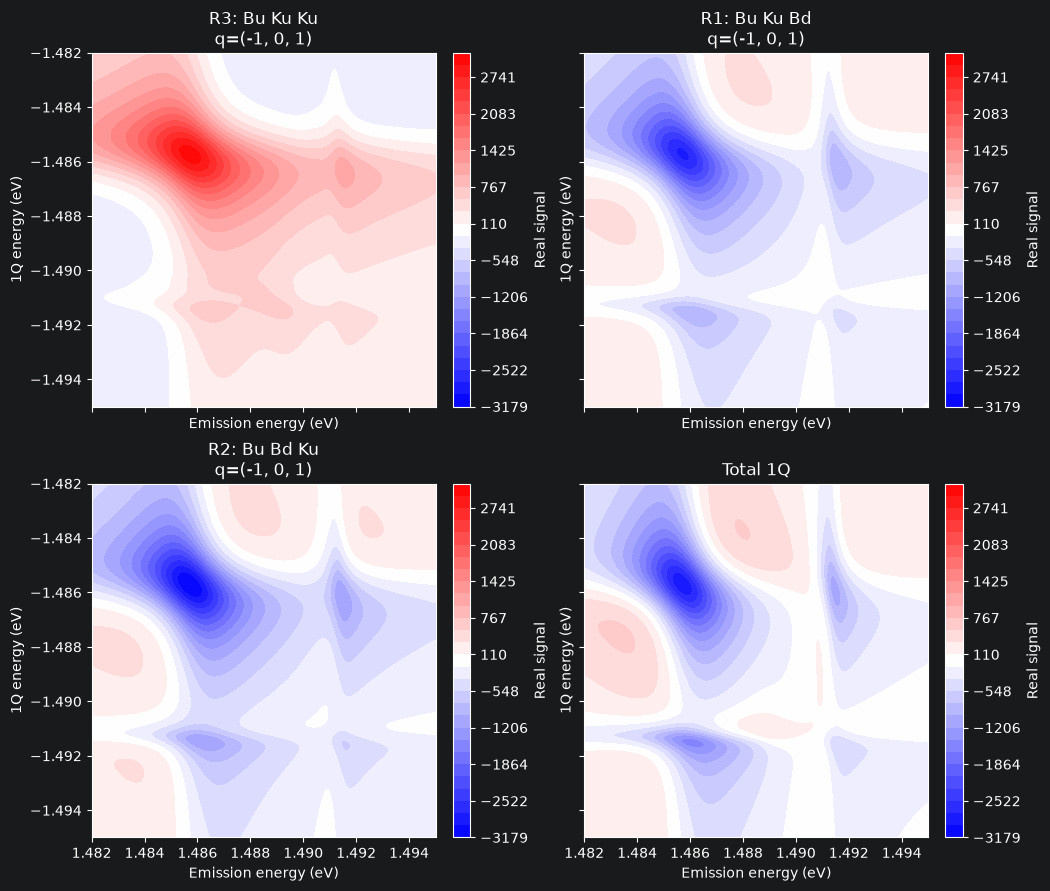 R3: Bu Ku Ku
q=(-1, 0, 1)
−1.482
−1.484
−1.486
−1.488
−1.490
−1.492
−1.494
1Q energy (eV)
Emission energy (eV)
2741
2083
1425
767
110
−548
−1206
−1864
−2522
−3179
Real signal
R1: Bu Ku Bd
q=(-1, 0, 1)
1Q energy (eV)
Emission energy (eV)
2741
2083
1425
767
110
−548
−1206
−1864
−2522
−3179
Real signal
R2: Bu Bd Ku
q=(-1, 0, 1)
−1.482
−1.484
−1.486
−1.488
−1.490
−1.492
−1.494
1Q energy (eV)
1.482 1.484 1.486 1.488 1.490 1.492 1.494
Emission energy (eV)
2741
2083
1425
767
110
−548
−1206
−1864
−2522
−3179
Real signal
Total 1Q
1Q energy (eV)
1.482 1.484 1.486 1.488 1.490 1.492 1.494
Emission energy (eV)
2741
2083
1425
767
110
−548
−1206
−1864
−2522
−3179
Real signal